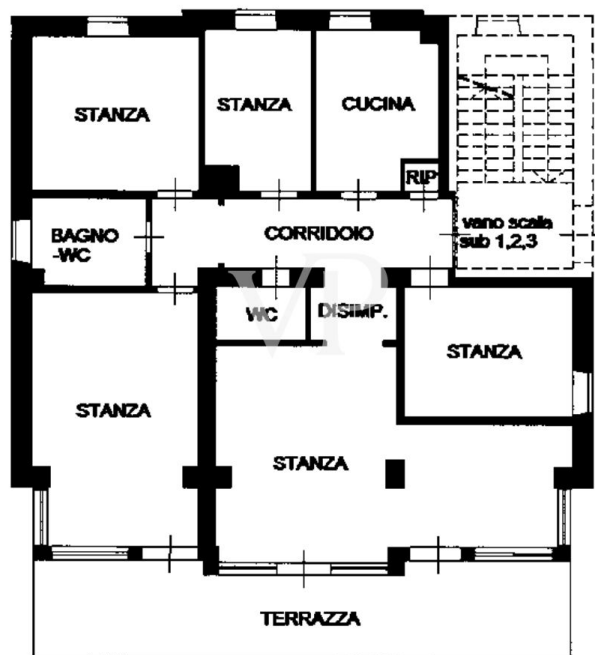 STANZA
STANZA
CUCINA
RIP
BAGNO
-WC
CORRIDOIO
vano scala
sub 1,2,3
WC
DISIMP.
STANZA
STANZA
STANZA
TERRAZZA
VP